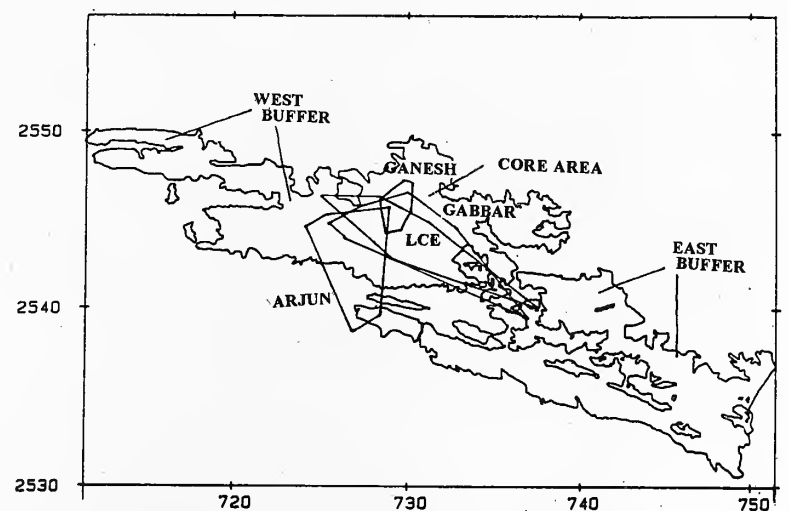 WEST
BUFFER
2550
GANESH
CORE AREA
GABBAR
LCE
EAST
BUFFER
ARJUN
2540
2530
720
730
740
750